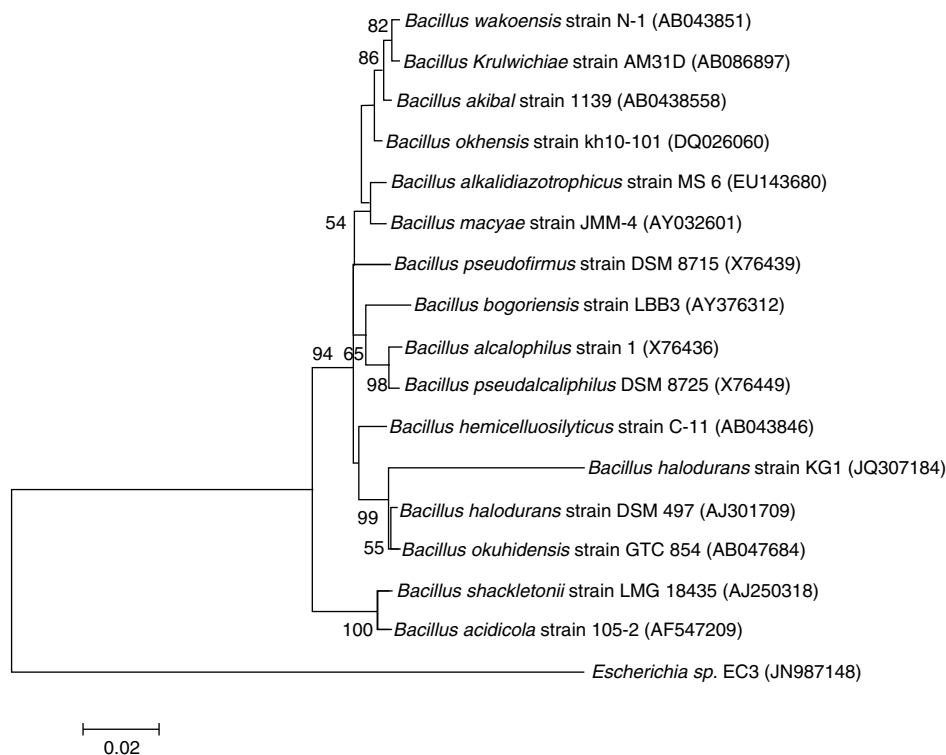 82
Bacillus wakoensis strain N-1 (AB043851)
86
Bacillus Krulwichiae strain AM31D (AB086897)
Bacillus akibal strain 1139 (AB0438558)
Bacillus okhensis strain kh10-101 (DQ026060)
Bacillus alkalidiazotrophicus strain MS 6 (EU143680)
54
Bacillus macyae strain JMM-4 (AY032601)
Bacillus pseudofirmus strain DSM 8715 (X76439)
Bacillus bogoriensis strain LBB3 (AY376312)
94
65
Bacillus alcalophilus strain 1 (X76436)
98
Bacillus pseudalcaliphilus DSM 8725 (X76449)
Bacillus hemicelluosilyticus strain C-11 (AB043846)
Bacillus halodurans strain KG1 (JQ307184)
99
Bacillus halodurans strain DSM 497 (AJ301709)
55
Bacillus okuhidensis strain GTC 854 (AB047684)
Bacillus shackletonii strain LMG 18435 (AJ250318)
100
Bacillus acidicola strain 105-2 (AF547209)
Escherichia sp. EC3 (JN987148)
0.02